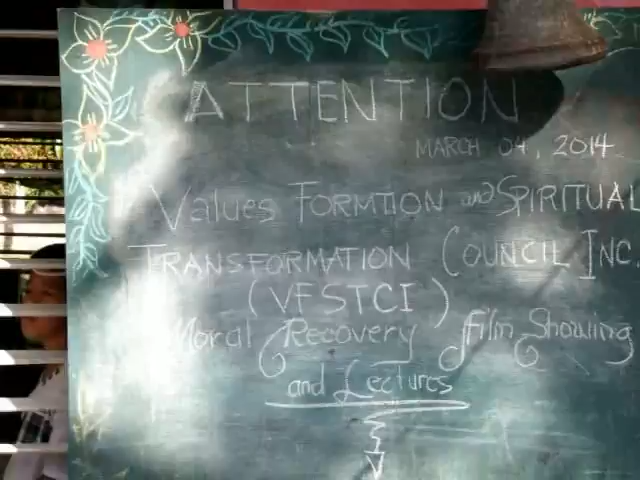 ATTENTION
MARCH 04, 2014
Values FORMTION and SPIRITUAL
TRANSFORMATION COUNCIL INC.
(VFSTCI)
Moral Recovery Film Showing
and Lectures